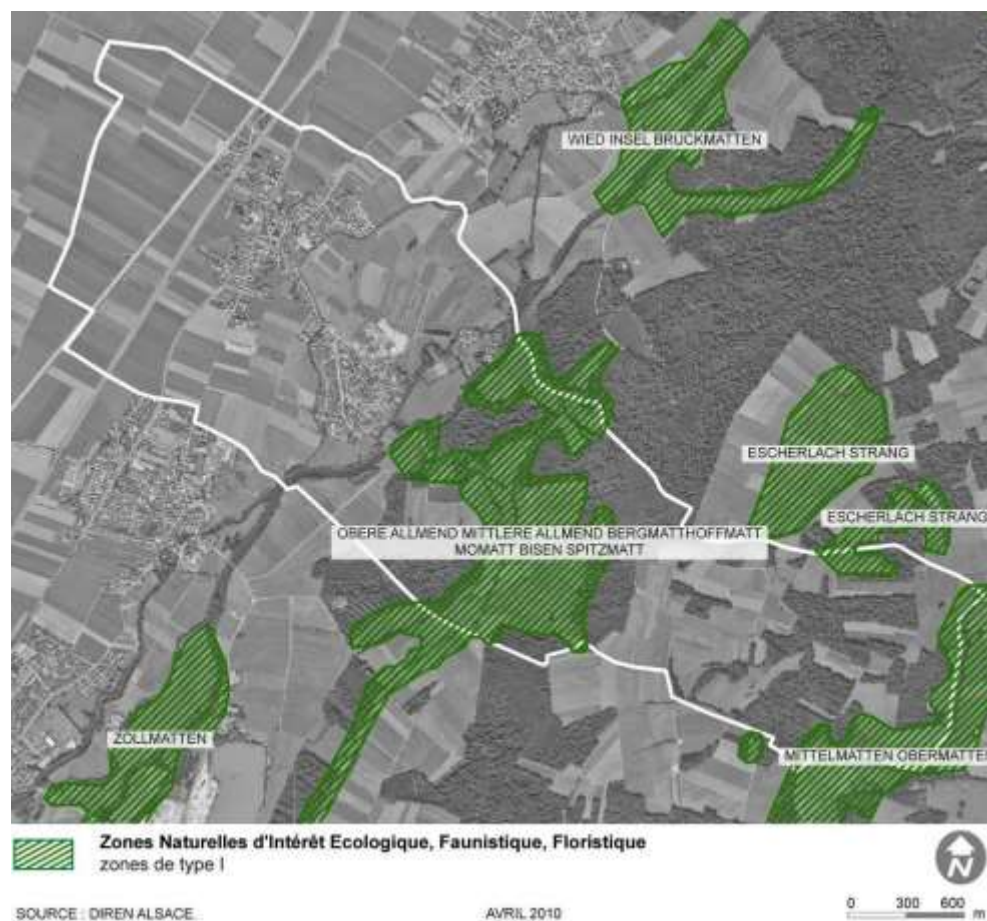 WIED INSEL BRUCKMATTEN
ESCHERLACH STRANG
ESCHERLACH STRANG
OBERE ALLMEND MITTLERE ALLMEND BERGMATTHOFFMATT
MOMATT BISEN SPITZMATT
ZOLLMATTEN
MITTELMATTEN OBERMATTEN
Zones Naturelles d'Intérêt Ecologique, Faunistique, Floristique
zones de type I
N
SOURCE : DIREN ALSACE
AVRIL 2010
0 300 600 m